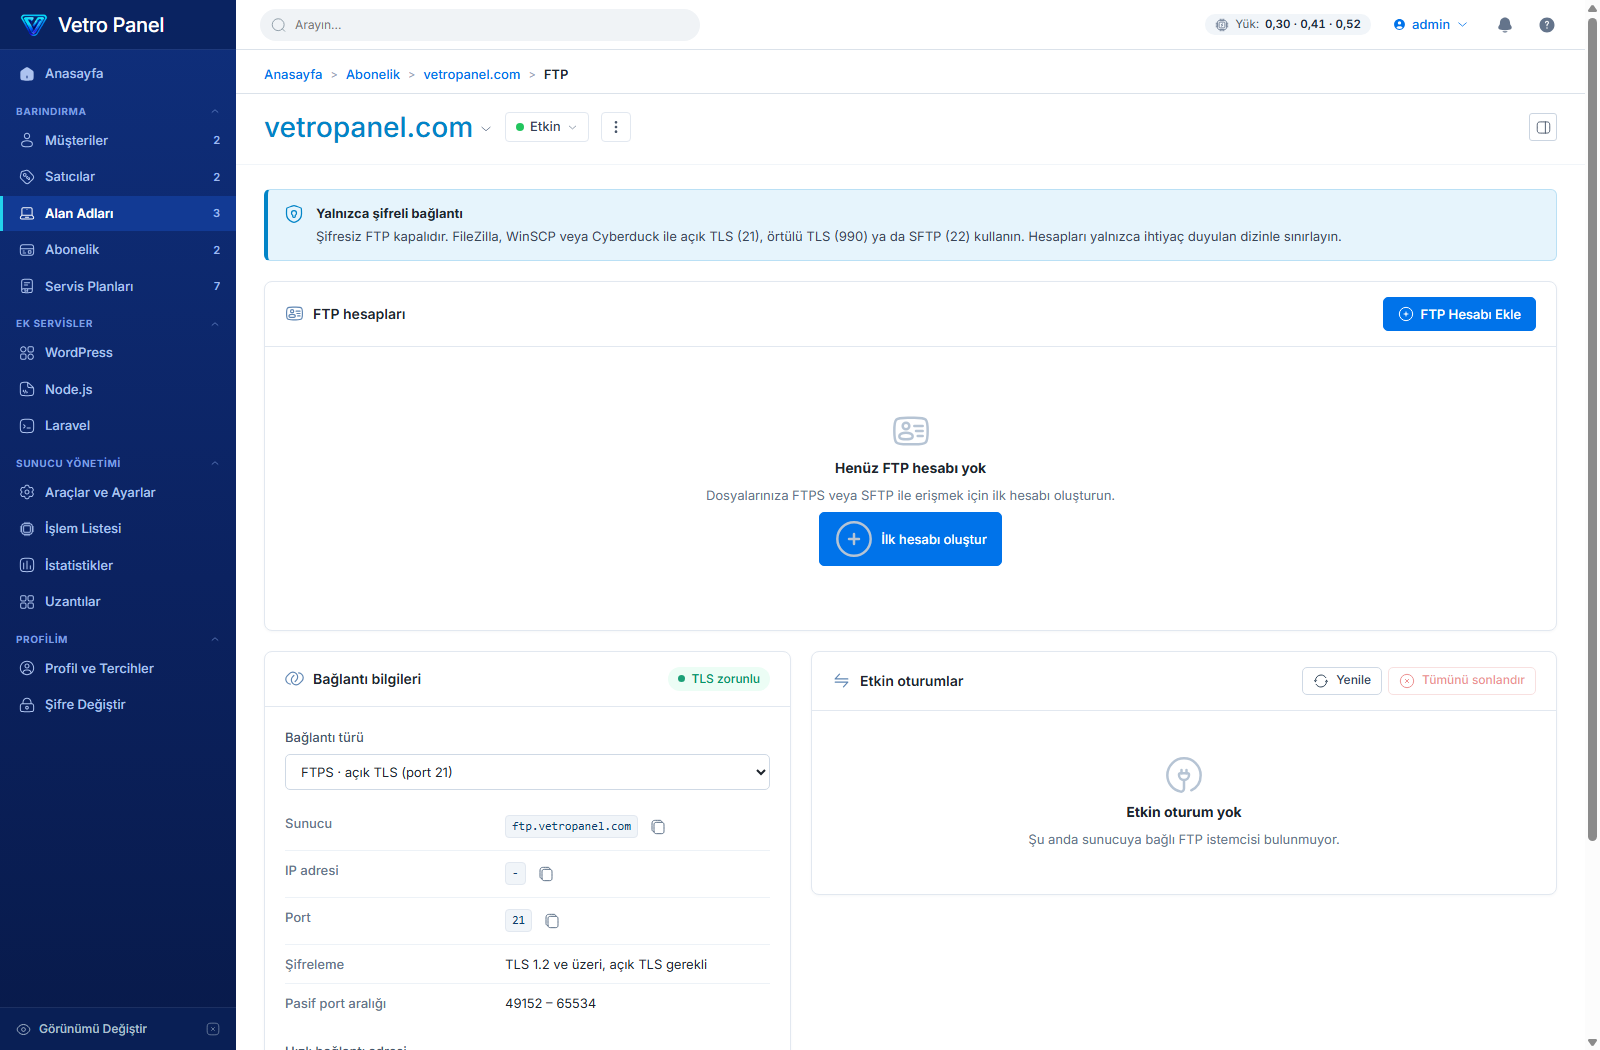 Vetro Panel
Arayın...
Yük: 0,30 · 0,41 · 0,52
admin
Anasayfa
BARINDIRMA
Müşteriler 2
Satıcılar 2
Alan Adları 3
Abonelik 2
Servis Planları 7
EK SERVİSLER
WordPress
Node.js
Laravel
SUNUCU YÖNETİMİ
Araçlar ve Ayarlar
İşlem Listesi
İstatistikler
Uzantılar
PROFİLİM
Profil ve Tercihler
Şifre Değiştir
Görünümü Değiştir
Anasayfa > Abonelik > vetropanel.com > FTP
vetropanel.com
Etkin
Yalnızca şifreli bağlantı
Şifresiz FTP kapalıdır. FileZilla, WinSCP veya Cyberduck ile açık TLS (21), örtülü TLS (990) ya da SFTP (22) kullanın. Hesapları yalnızca ihtiyaç duyulan dizinle sınırlayın.
FTP hesapları
FTP Hesabı Ekle
Henüz FTP hesabı yok
Dosyalarınıza FTPS veya SFTP ile erişmek için ilk hesabı oluşturun.
İlk hesabı oluştur
Bağlantı bilgileri
TLS zorunlu
Bağlantı türü
FTPS · açık TLS (port 21)
Sunucu ftp.vetropanel.com
IP adresi -
Port 21
Şifreleme TLS 1.2 ve üzeri, açık TLS gerekli
Pasif port aralığı 49152 – 65534
Hızlı bağlantı adresi
Etkin oturumlar
Yenile
Tümünü sonlandır
Etkin oturum yok
Şu anda sunucuya bağlı FTP istemcisi bulunmuyor.